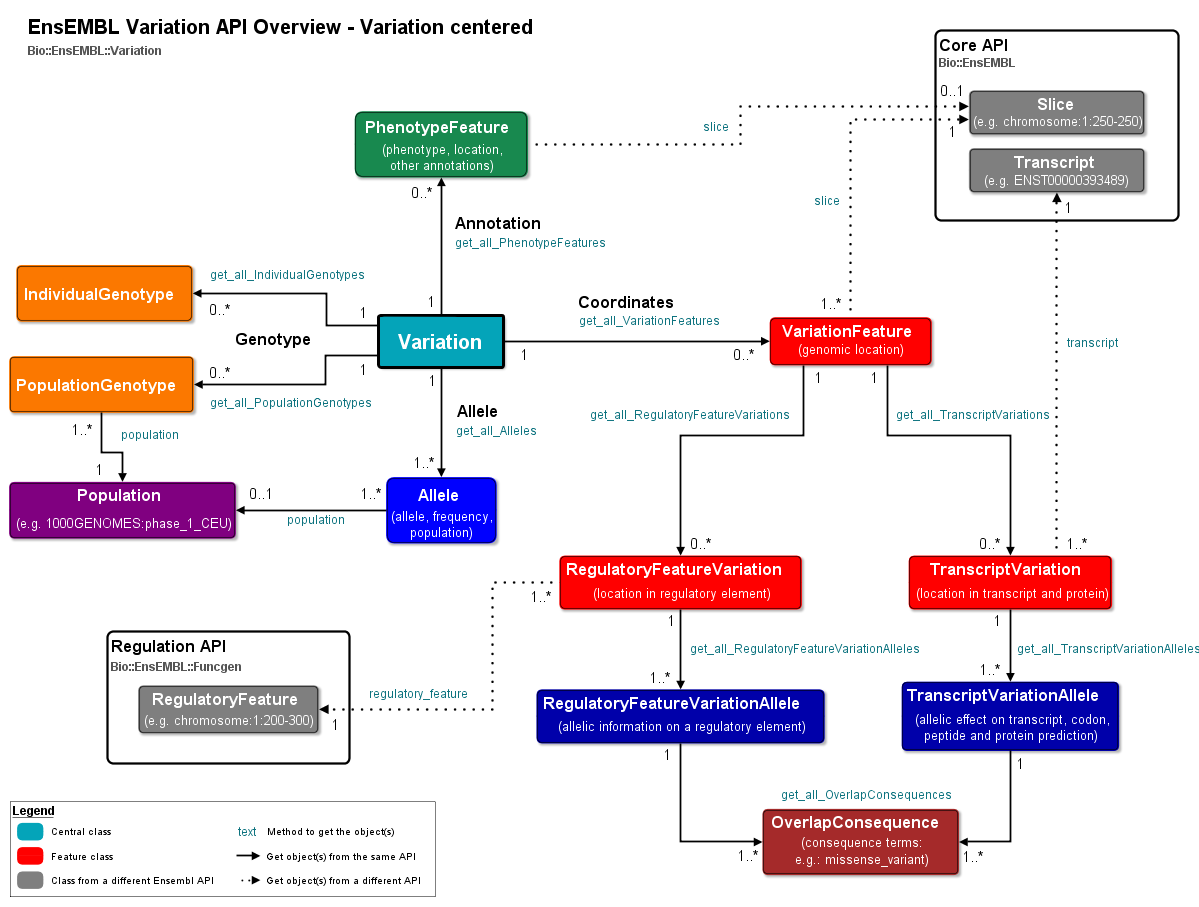 EnsEMBL Variation API Overview - Variation centered
Bio::EnsEMBL::Variation
Core API
Bio::EnsEMBL
0..1
Slice
(e.g. chromosome:1:250-250)
1
Transcript
(e.g. ENST00000393489)
1
slice
slice
PhenotypeFeature
(phenotype, location,
other annotations)
0..*
Annotation
get_all_PhenotypeFeatures
1
IndividualGenotype
get_all_IndividualGenotypes
0..*
1
Genotype
Variation
Coordinates
get_all_VariationFeatures
1
0..*
1..*
VariationFeature
(genomic location)
transcript
PopulationGenotype
0..*
get_all_PopulationGenotypes
1
1
1
1
Allele
get_all_Alleles
get_all_RegulatoryFeatureVariations
get_all_TranscriptVariations
1..*
population
1
1..*
Population
(e.g. 1000GENOMES:phase_1_CEU)
0..1
1..*
population
Allele
(allele, frequency,
population)
0..*
0..*
1..*
RegulatoryFeatureVariation
(location in regulatory element)
TranscriptVariation
(location in transcript and protein)
1..*
1
1
get_all_RegulatoryFeatureVariationAlleles
get_all_TranscriptVariationAlleles
1..*
1..*
Regulation API
Bio::EnsEMBL::Funcgen
RegulatoryFeature
(e.g. chromosome:1:200-300)
regulatory_feature
1
RegulatoryFeatureVariationAllele
(allelic information on a regulatory element)
TranscriptVariationAllele
(allelic effect on transcript, codon,
peptide and protein prediction)
1
1
get_all_OverlapConsequences
OverlapConsequence
(consequence terms:
e.g.: missense_variant)
1..*
1..*
Legend
Central class
text Method to get the object(s)
Feature class
Get object(s) from the same API
Class from a different Ensembl API
Get object(s) from a different API